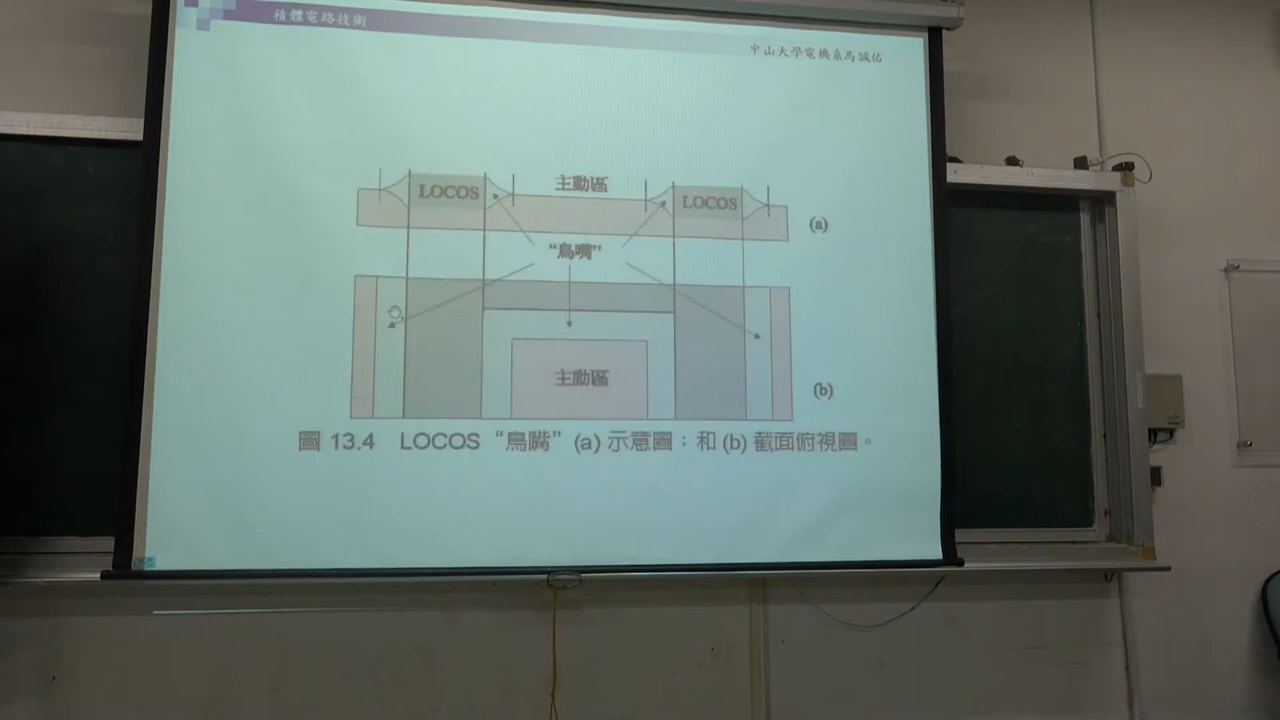 積體電路技術
中山大學電機系馬誠佑
LOCOS
主動區
LOCOS
(a)
“鳥嘴”
主動區
(b)
圖 13.4 LOCOS “鳥嘴” (a) 示意圖；和 (b) 截面俯視圖。